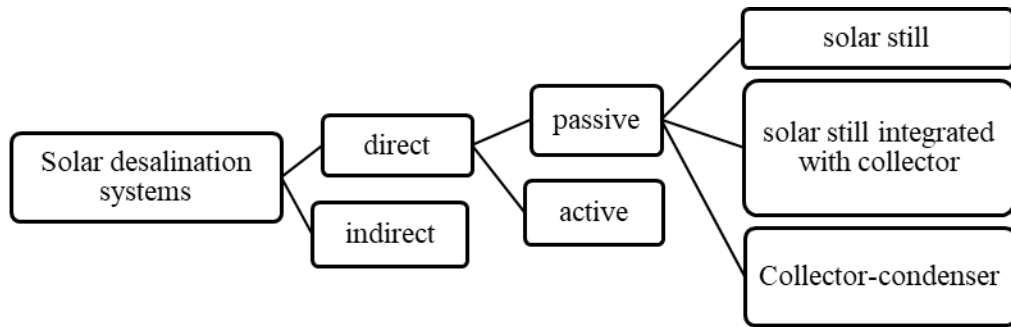 Solar desalination
systems
direct
indirect
passive
active
solar still
solar still integrated
with collector
Collector-condenser